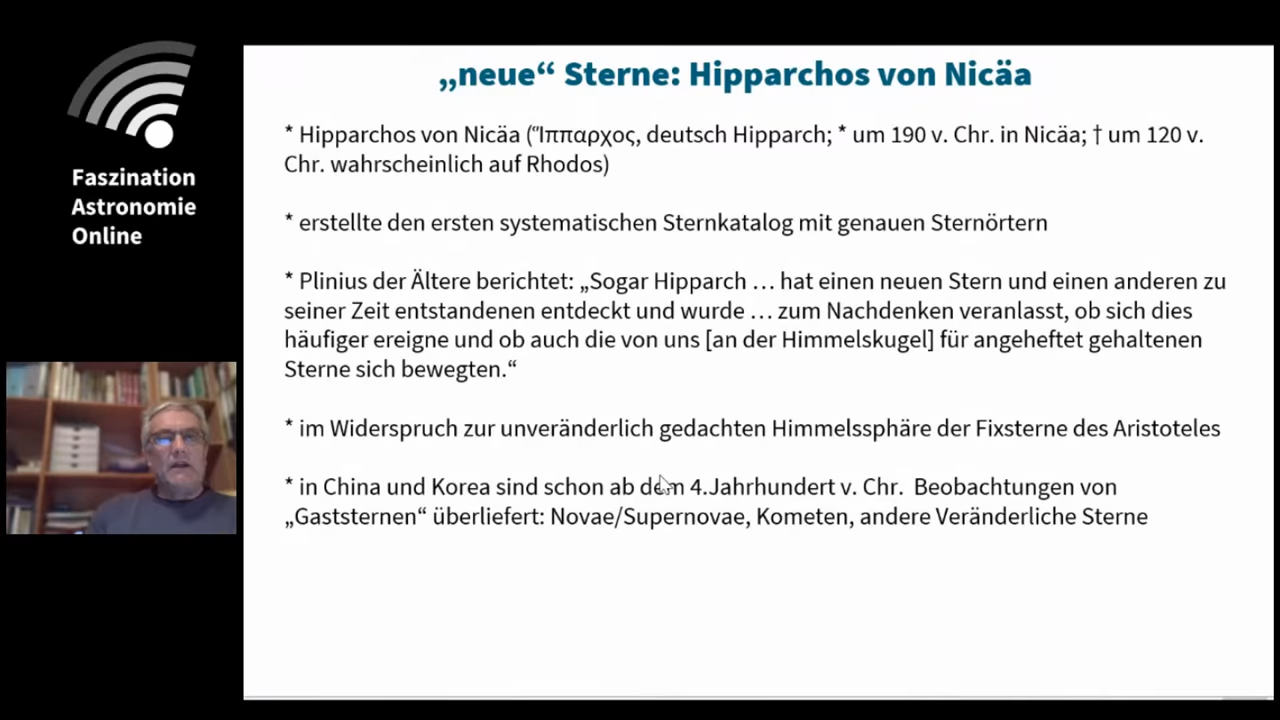 Faszination
Astronomie
Online
„neue“ Sterne: Hipparchos von Nicäa
* Hipparchos von Nicäa (Ἵππαρχος, deutsch Hipparch; * um 190 v. Chr. in Nicäa; † um 120 v.
Chr. wahrscheinlich auf Rhodos)
* erstellte den ersten systematischen Sternkatalog mit genauen Sternörtern
* Plinius der Ältere berichtet: „Sogar Hipparch … hat einen neuen Stern und einen anderen zu
seiner Zeit entstandenen entdeckt und wurde … zum Nachdenken veranlasst, ob sich dies
häufiger ereigne und ob auch die von uns [an der Himmelskugel] für angeheftet gehaltenen
Sterne sich bewegten.“
* im Widerspruch zur unveränderlich gedachten Himmelssphäre der Fixsterne des Aristoteles
* in China und Korea sind schon ab dem 4.Jahrhundert v. Chr. Beobachtungen von
„Gaststernen“ überliefert: Novae/Supernovae, Kometen, andere Veränderliche Sterne